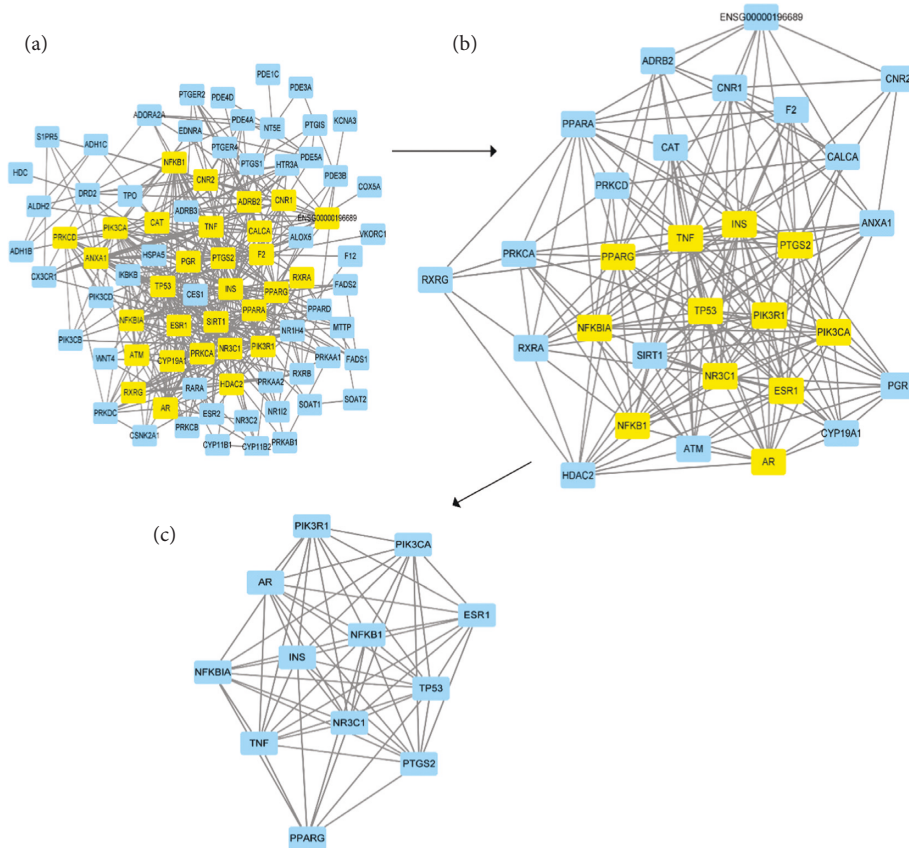 (a)
PDE1C
PDE3A
PTGER2
PDE4D
ADORA2A
PDE4A
PTGIS
KCNA3
EDNRA
NT5E
S1PR5
ADH1C
PTGER4
PDE5A
NFKB1
PTGS1
HTR3A
HDC
CNR2
PDE3B
COX5A
DRD2
TPO
ADRB2
CNR1
ALDH2
ADRB3
ENSG00000196689
PRKCD
PIK3CA
CAT
TNF
CALCA
ALOX5
VKORC1
ADH1B
ANXA1
HSPA5
PTGS2
F2
F12
CX3CR1
IKBKB
PGR
RXRA
FADS2
PIK3CD
TP53
CES1
INS
PPARG
PPARA
PPARD
MTTP
NFKBIA
ESR1
SIRT1
NR1H4
PIK3CB
WNT4
ATM
CYP19A1
PRKCA
NR3C1
PIK3R1
PRKAA1
FADS1
RXRG
RARA
HDAC2
PRKAA2
RXRB
SOAT1
SOAT2
PRKDC
AR
ESR2
NR3C2
NR1I2
CSNK2A1
PRKCB
CYP11B1
CYP11B2
PRKAB1
(b)
ENSG00000196689
ADRB2
CNR1
CNR2
PPARA
F2
CAT
CALCA
PRKCD
ANXA1
INS
TNF
PTGS2
PRKCA
PPARG
RXRG
TP53
PIK3R1
NFKBIA
PIK3CA
RXRA
SIRT1
NR3C1
ESR1
PGR
NFKB1
CYP19A1
ATM
AR
HDAC2
(c)
PIK3R1
PIK3CA
AR
ESR1
NFKB1
INS
NFKBIA
TP53
NR3C1
TNF
PTGS2
PPARG